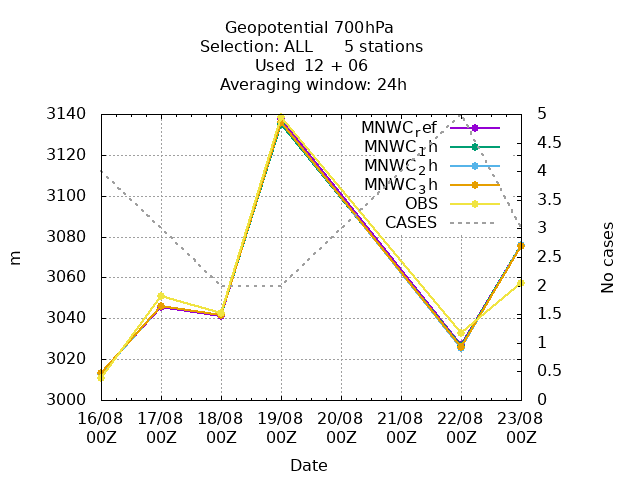 Geopotential 700hPa
Selection: ALL      5 stations
Used  12 + 06
Averaging window: 24h
3140
3120
3100
3080
3060
3040
3020
3000
m
5
4.5
4
3.5
3
2.5
2
1.5
1
0.5
0
No cases
MNWC_ref
MNWC_1h
MNWC_2h
MNWC_3h
OBS
CASES
16/08 17/08 18/08 19/08 20/08 21/08 22/08 23/08
00Z 00Z 00Z 00Z 00Z 00Z 00Z 00Z
Date